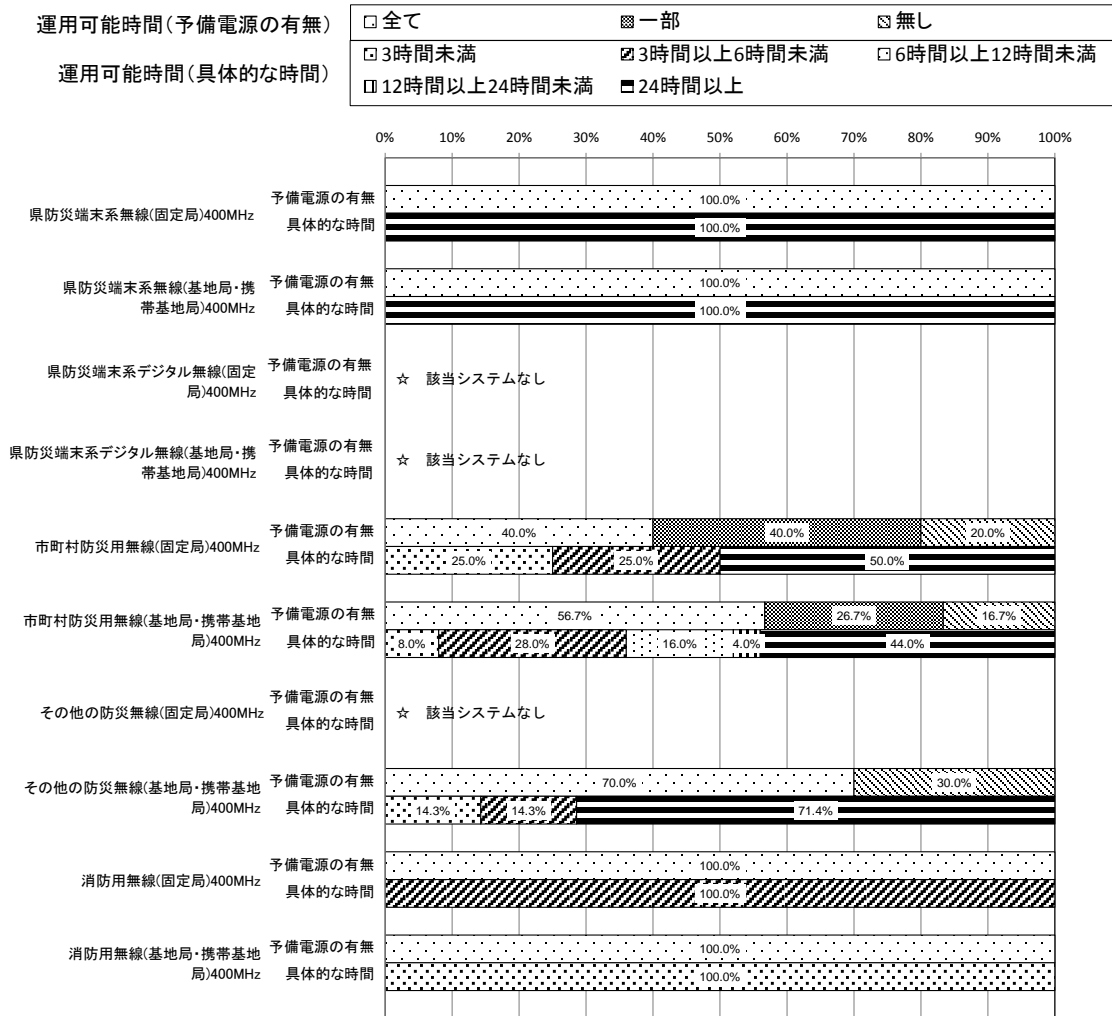 運用可能時間(予備電源の有無)
全て 一部 無し
運用可能時間(具体的な時間)
3時間未満 3時間以上6時間未満 6時間以上12時間未満
12時間以上24時間未満 24時間以上
0% 10% 20% 30% 40% 50% 60% 70% 80% 90% 100%
県防災端末系無線(固定局)400MHz
予備電源の有無
100.0%
具体的な時間
100.0%
県防災端末系無線(基地局・携
帯基地局)400MHz
予備電源の有無
100.0%
具体的な時間
100.0%
県防災端末系デジタル無線(固定
局)400MHz
予備電源の有無
具体的な時間
☆ 該当システムなし
県防災端末系デジタル無線(基地局・携
帯基地局)400MHz
予備電源の有無
具体的な時間
☆ 該当システムなし
市町村防災用無線(固定局)400MHz
予備電源の有無
40.0% 40.0% 20.0%
具体的な時間
25.0% 25.0% 50.0%
市町村防災用無線(基地局・携帯基地
局)400MHz
予備電源の有無
56.7% 26.7% 16.7%
具体的な時間
8.0% 28.0% 16.0% 4.0% 44.0%
その他の防災無線(固定局)400MHz
予備電源の有無
具体的な時間
☆ 該当システムなし
その他の防災無線(基地局・携帯基地
局)400MHz
予備電源の有無
70.0% 30.0%
具体的な時間
14.3% 14.3% 71.4%
消防用無線(固定局)400MHz
予備電源の有無
100.0%
具体的な時間
100.0%
消防用無線(基地局・携帯基地
局)400MHz
予備電源の有無
100.0%
具体的な時間
100.0%